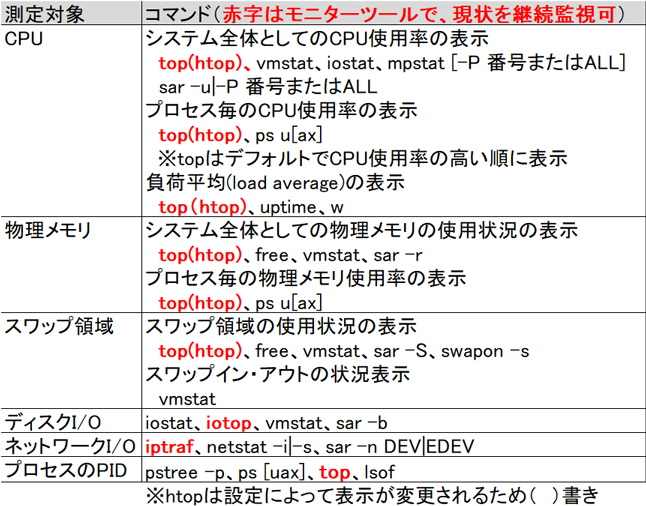 測定対象 コマンド（赤字はモニターツールで、現状を継続監視可）
CPU システム全体としてのCPU使用率の表示
top(htop)、vmstat、iostat、mpstat [-P 番号またはALL]
sar -u|-P 番号またはALL
プロセス毎のCPU使用率の表示
top(htop)、ps u[ax]
※topはデフォルトでCPU使用率の高い順に表示
負荷平均(load average)の表示
top（htop)、uptime、w
物理メモリ システム全体としての物理メモリの使用状況の表示
top(htop)、free、vmstat、sar -r
プロセス毎の物理メモリ使用率の表示
top(htop)、ps u[ax]
スワップ領域 スワップ領域の使用状況の表示
top(htop)、free、vmstat、sar -S、swapon -s
スワップイン・アウトの状況表示
vmstat
ディスクI/O iostat、iotop、vmstat、sar -b
ネットワークI/O iptraf、netstat -i|-s、sar -n DEV|EDEV
プロセスのPID pstree -p、ps [uax]、top、lsof
※htopは設定によって表示が変更されるため（　）書き